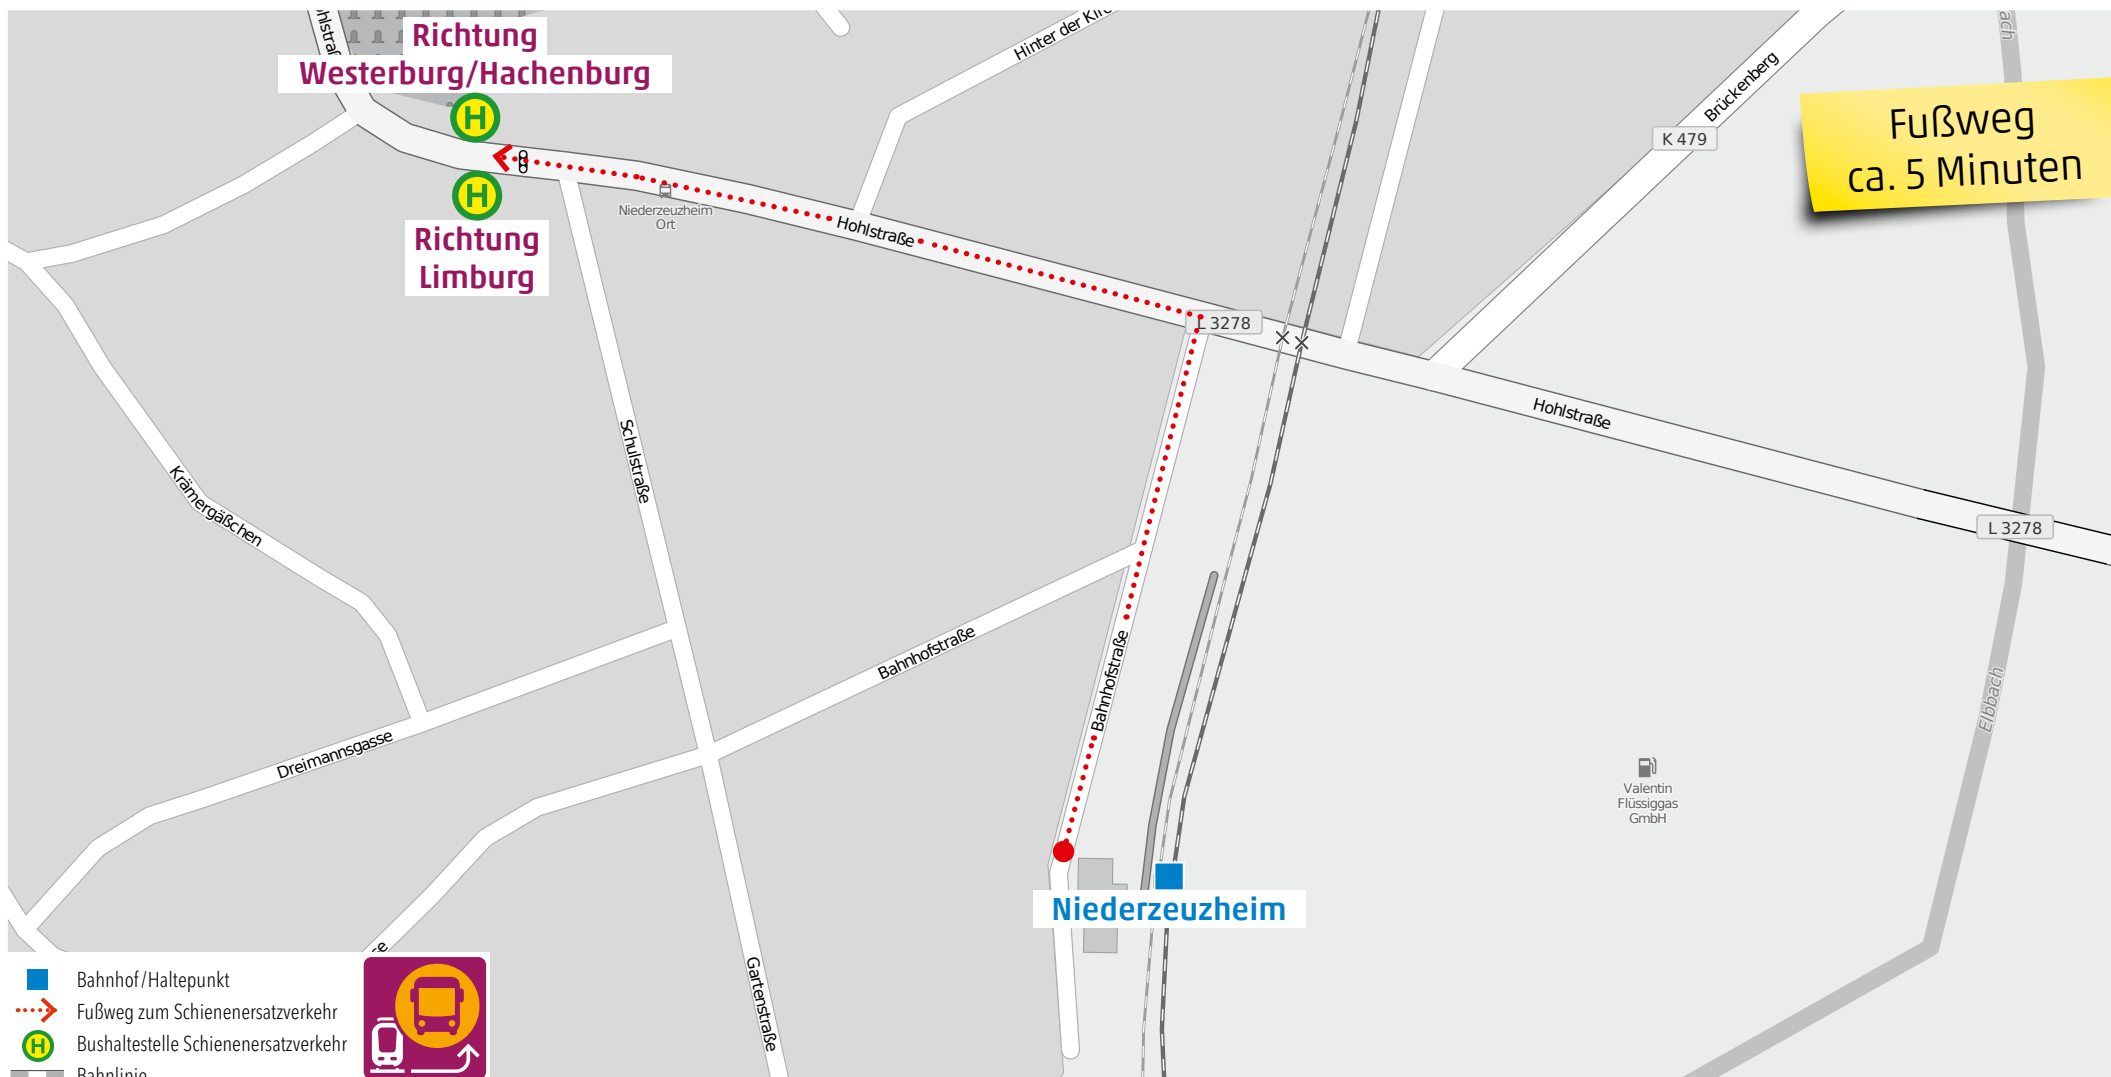 Richtung
Westerburg/Hachenburg
H
H
Richtung
Limburg
Niederzeuzheim
Ort
Hohlstraße
Hinter der
Brückenberg
K 479
Fußweg
ca. 5 Minuten
L 3278
Hohlstraße
L 3278
Schulstraße
Krämergäßchen
Bahnhofstraße
Bahnhofstraße
Dreimannsgasse
Elbbach
Valentin
Flüssiggas
GmbH
Niederzeuzheim
Gartenstraße
Bahnhof/Haltepunkt
Fußweg zum Schienenersatzverkehr
H Bushaltestelle Schienenersatzverkehr
Bahnlinie